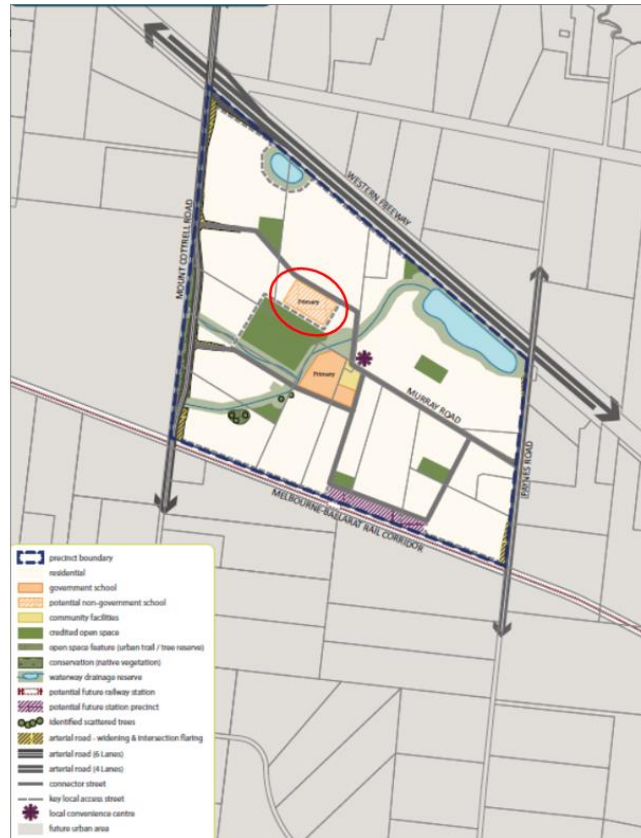 WESTERN FREEWAY
MOUNT COTTRELL ROAD
Primary
Primary
MURRAY ROAD
PAYNES ROAD
MELBOURNE-BALLARAT RAIL CORRIDOR
precinct boundary
residential
government school
potential non-government school
community facilities
credited open space
open space feature (urban trail / tree reserve)
conservation (native vegetation)
waterway drainage reserve
potential future railway station
potential future station precinct
identified scattered trees
arterial road - widening & intersection flaring
arterial road (6 Lanes)
arterial road (4 Lanes)
connector street
key local access street
local convenience centre
future urban area